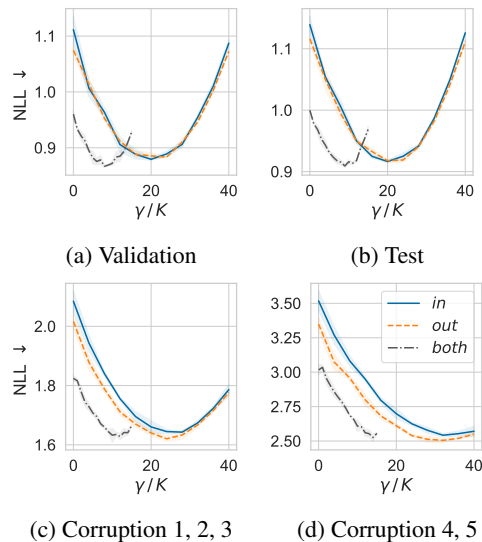 NLL ↓
1.1
1.0
0.9
0 20 40
γ / K
(a) Validation
1.1
1.0
0.9
0 20 40
γ / K
(b) Test
NLL ↓
2.0
1.8
1.6
0 20 40
γ / K
(c) Corruption 1, 2, 3
3.50
3.25
3.00
2.75
2.50
in
out
both
0 20 40
γ / K
(d) Corruption 4, 5